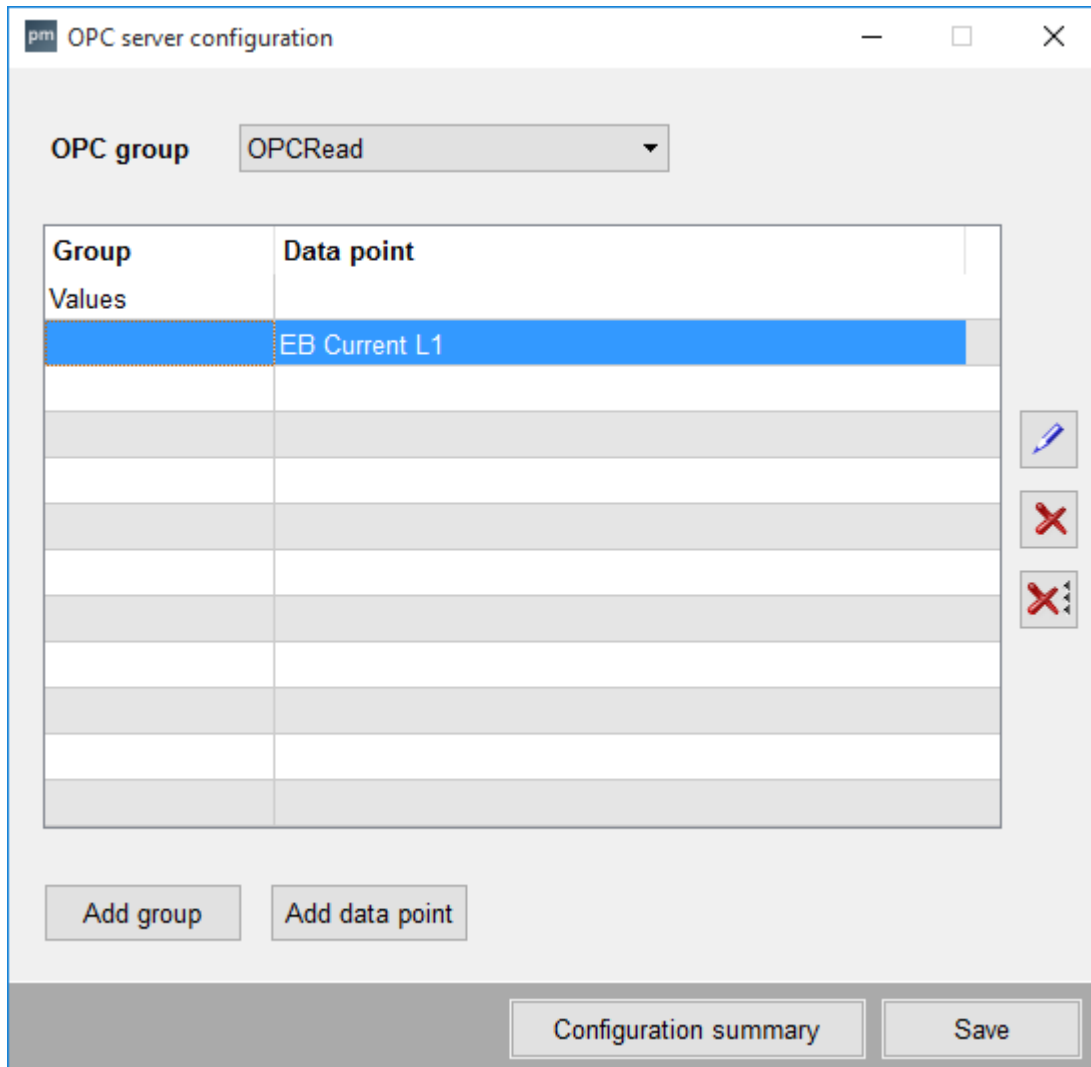 pm OPC server configuration
OPC group OPCRead
Group Data point
Values
EB Current L1
Add group Add data point
Configuration summary Save